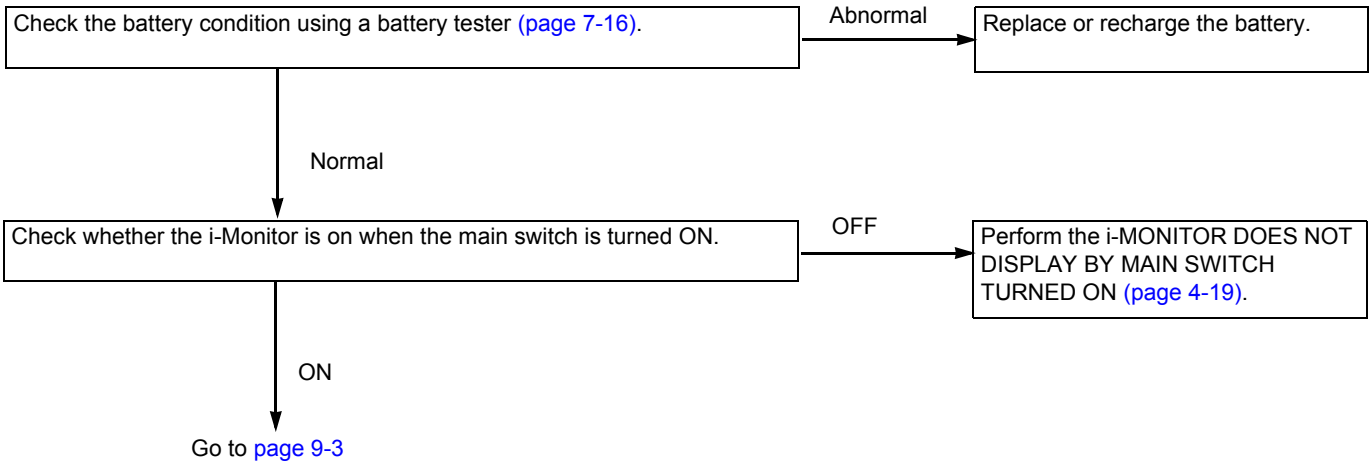 Check the battery condition using a battery tester (page 7-16).
Abnormal
Replace or recharge the battery.
Normal
Check whether the i-Monitor is on when the main switch is turned ON.
OFF
Perform the i-MONITOR DOES NOT
DISPLAY BY MAIN SWITCH
TURNED ON (page 4-19).
ON
Go to page 9-3